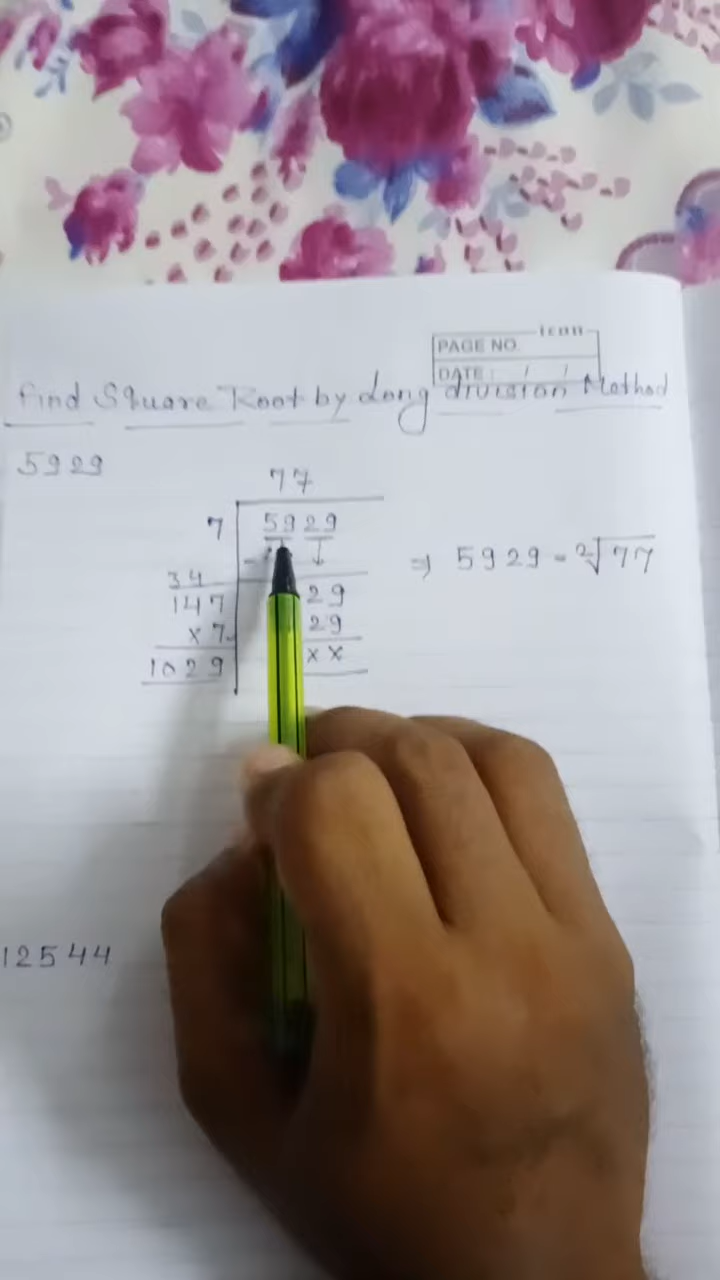 icon
PAGE NO.
DATE: / /
Find Square Root by Long division Method
5929
77
7 5929
34
147 29
x 7 29
1029 x x
⇒ 5929 = ²√77
12544